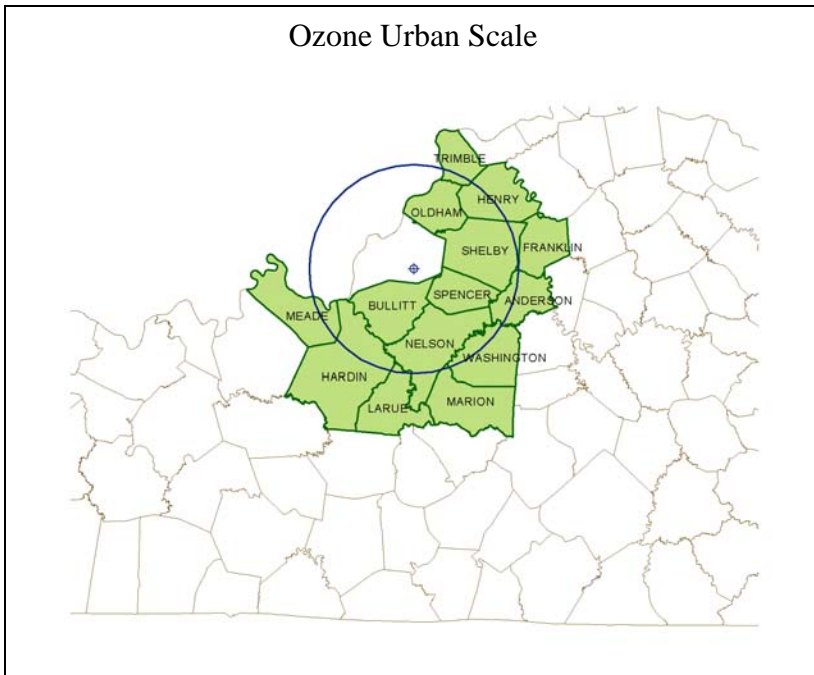 Ozone Urban Scale
TRIMBLE
HENRY
OLDHAM
SHELBY
FRANKLIN
SPENCER
ANDERSON
MEADE
BULLITT
NELSON
WASHINGTON
HARDIN
LARUE
MARION